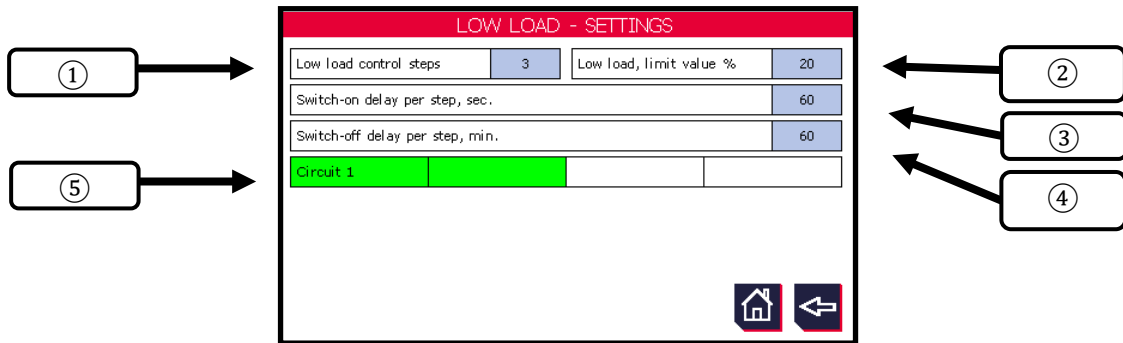 LOW LOAD - SETTINGS
① Low load control steps 3 Low load, limit value % 20 ②
Switch-on delay per step, sec. 60 ③
Switch-off delay per step, min. 60 ④
⑤ Circuit 1